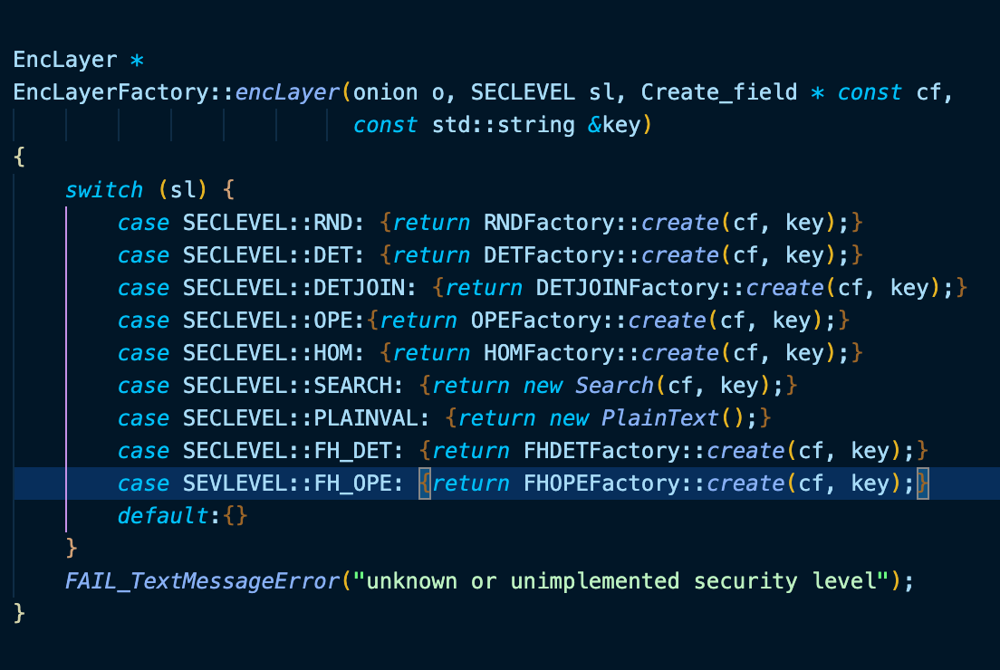 EncLayer *
EncLayerFactory::encLayer(onion o, SECLEVEL sl, Create_field * const cf,
                          const std::string &key)
{
    switch (sl) {
        case SECLEVEL::RND: {return RNDFactory::create(cf, key);}
        case SECLEVEL::DET: {return DETFactory::create(cf, key);}
        case SECLEVEL::DETJOIN: {return DETJOINFactory::create(cf, key);}
        case SECLEVEL::OPE:{return OPEFactory::create(cf, key);}
        case SECLEVEL::HOM: {return HOMFactory::create(cf, key);}
        case SECLEVEL::SEARCH: {return new Search(cf, key);}
        case SECLEVEL::PLAINVAL: {return new PlainText();}
        case SECLEVEL::FH_DET: {return FHDETFactory::create(cf, key);}
        case SEVLEVEL::FH_OPE: {return FHOPEFactory::create(cf, key);}
        default:{}
    }
    FAIL_TextMessageError("unknown or unimplemented security level");
}